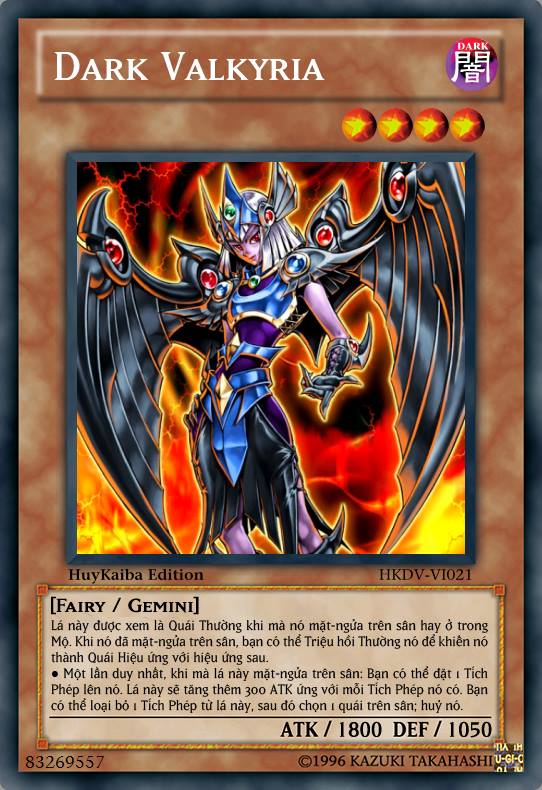 Dark Valkyria
DARK
闇
HuyKaiba Edition
HKDV-VI021
[Fairy / Gemini]
Lá này được xem là Quái Thường khi mà nó mặt-ngửa trên sân hay ở trong
Mộ. Khi nó đã mặt-ngửa trên sân, bạn có thể Triệu hồi Thường nó để khiến nó
thành Quái Hiệu ứng với hiệu ứng sau.
● Một lần duy nhất, khi mà lá này mặt-ngửa trên sân: Bạn có thể đặt 1 Tích
Phép lên nó. Lá này sẽ tăng thêm 300 ATK ứng với mỗi Tích Phép nó có. Bạn
có thể loại bỏ 1 Tích Phép từ lá này, sau đó chọn 1 quái trên sân; huỷ nó.
ATK / 1800 DEF / 1050
83269557
©1996 KAZUKI TAKAHASHI